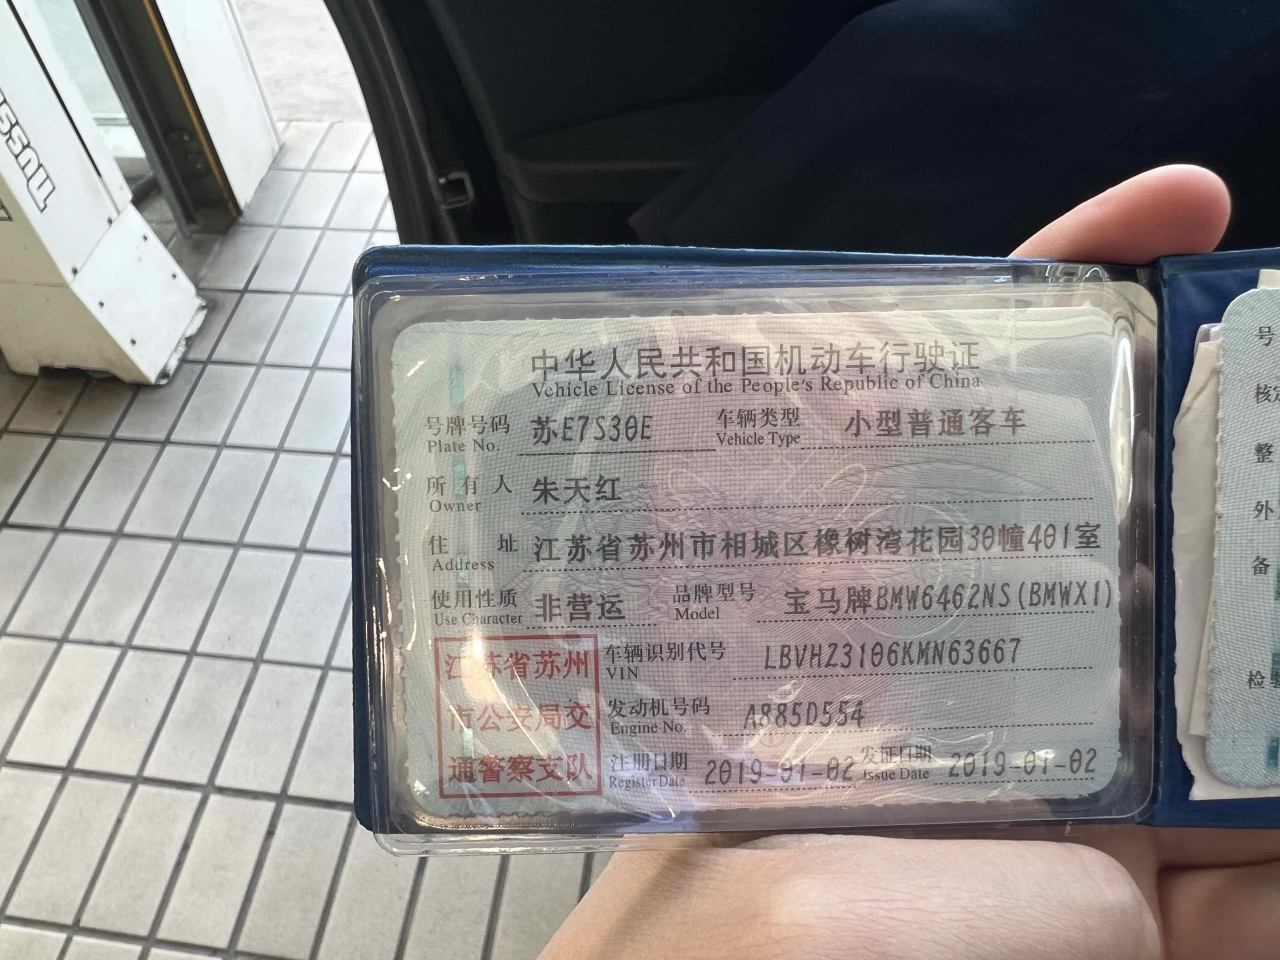 MUSS
中华人民共和国机动车行驶证
Vehicle License of the People's Republic of China
号牌号码 苏E7S30E 车辆类型 小型普通客车
Plate No. Vehicle Type
所有人 朱天红
Owner
住址 江苏省苏州市相城区橡树湾花园30幢401室
Address
使用性质 非营运 品牌型号 宝马牌BMW6462NS(BMWX1)
Use Character Model
江苏省苏州
市公安局交
通警察支队
车辆识别代号 LBVHZ3106KMN63667
VIN
发动机号码 A885D554
Engine No.
注册日期 2019-01-02 发证日期 2019-01-02
Register Date Issue Date
号
核定
整
外
备
检